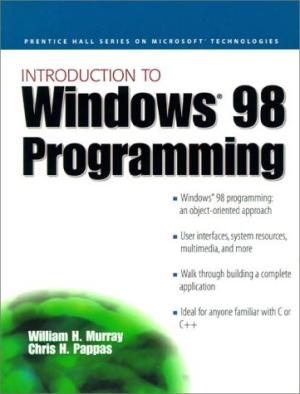 PRENTICE HALL SERIES ON MICROSOFT® TECHNOLOGIES
INTRODUCTION TO
Windows® 98
Programming
■ Windows® 98 programming:
an object-oriented approach
■ User interfaces, system resources,
multimedia, and more
■ Walk through building a complete
application
■ Ideal for anyone familiar with C or
C++
William H. Murray
Chris H. Pappas